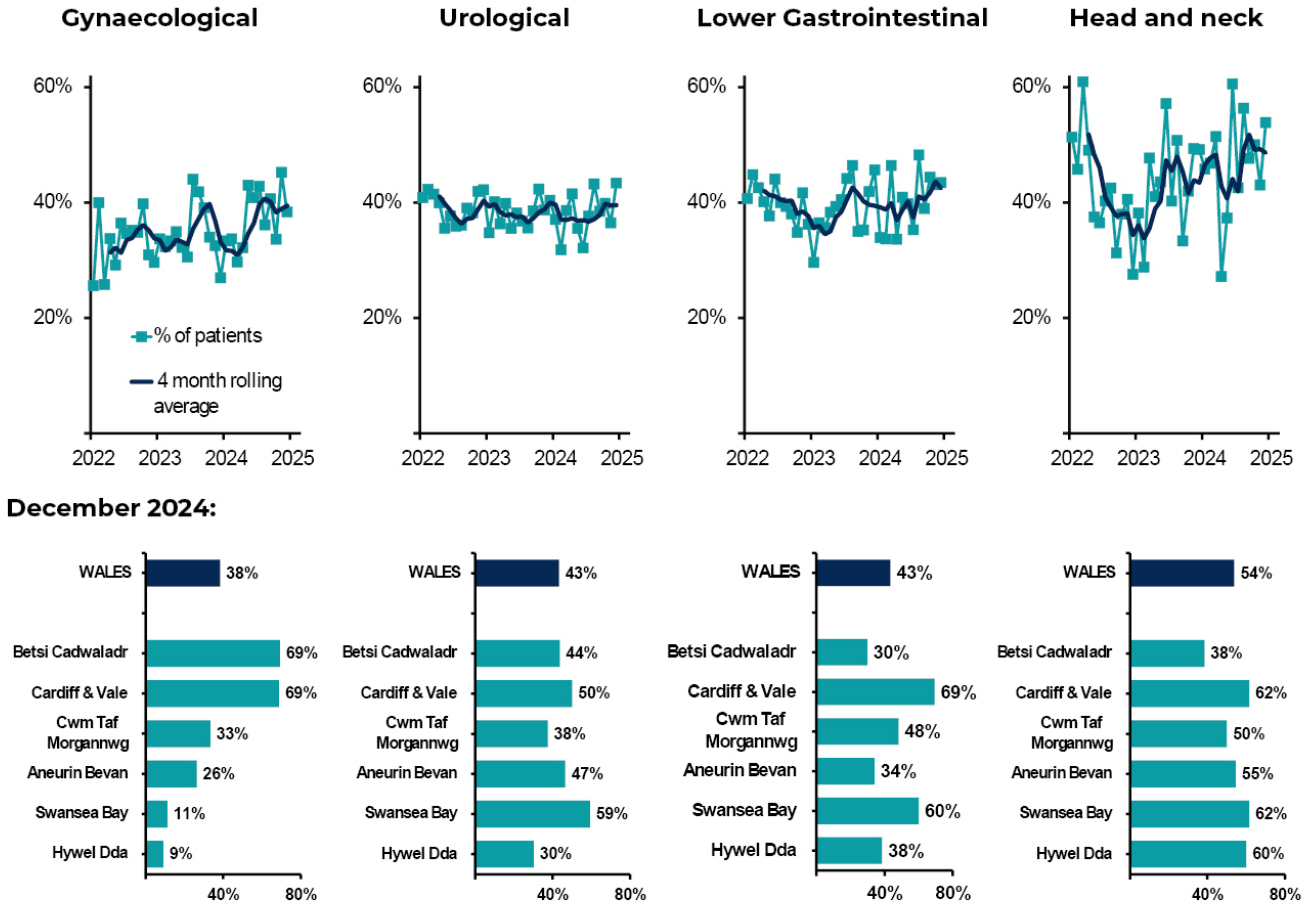 Gynaecological
60%
40%
20%
% of patients
4 month rolling
average
2022 2023 2024 2025
Urological
60%
40%
20%
2022 2023 2024 2025
Lower Gastrointestinal
60%
40%
20%
2022 2023 2024 2025
Head and neck
60%
40%
20%
2022 2023 2024 2025
December 2024:
WALES 38%
Betsi Cadwaladr 69%
Cardiff & Vale 69%
Cwm Taf
Morgannwg 33%
Aneurin Bevan 26%
Swansea Bay 11%
Hywel Dda 9%
40% 80%
WALES 43%
Betsi Cadwaladr 44%
Cardiff & Vale 50%
Cwm Taf
Morgannwg 38%
Aneurin Bevan 47%
Swansea Bay 59%
Hywel Dda 30%
40% 80%
WALES 43%
Betsi Cadwaladr 30%
Cardiff & Vale 69%
Cwm Taf
Morgannwg 48%
Aneurin Bevan 34%
Swansea Bay 60%
Hywel Dda 38%
40% 80%
WALES 54%
Betsi Cadwaladr 38%
Cardiff & Vale 62%
Cwm Taf
Morgannwg 50%
Aneurin Bevan 55%
Swansea Bay 62%
Hywel Dda 60%
40% 80%